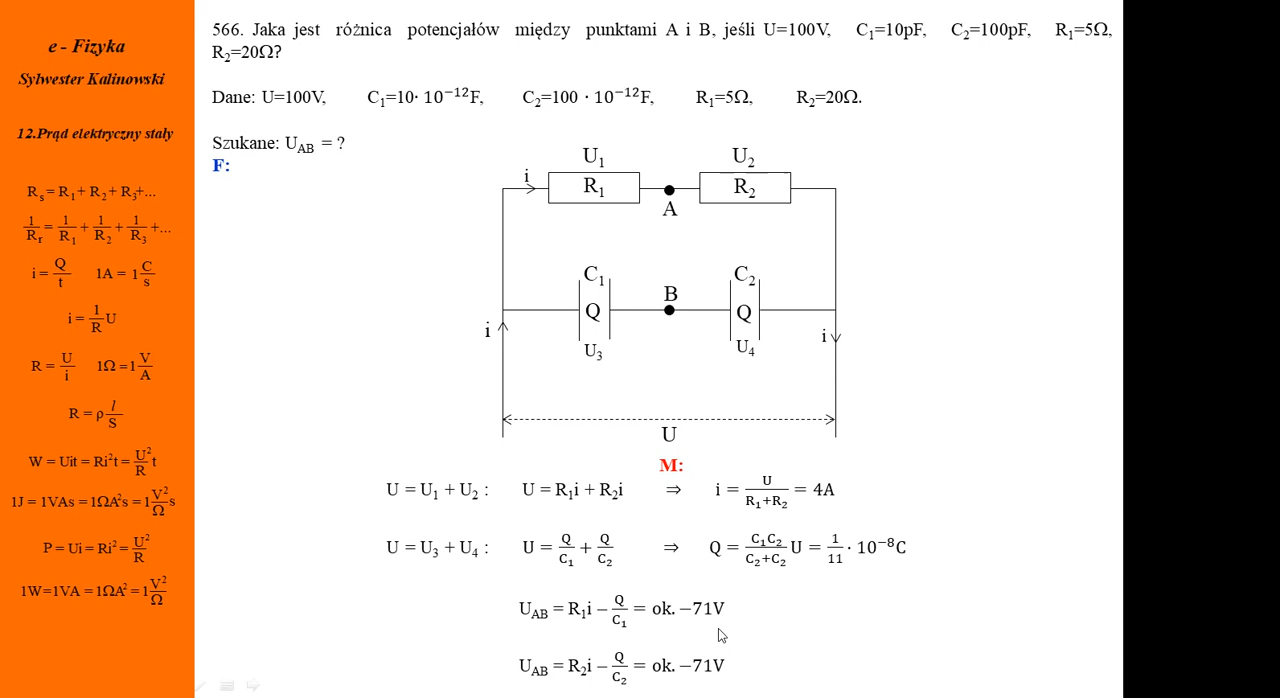 e - Fizyka
Sylwester Kalinowski
12.Prąd elektryczny stały
Rₛ = R₁ + R₂ + R₃+...
1/Rᵣ = 1/R₁ + 1/R₂ + 1/R₃ +...
i = Q/t 1A = 1 C/s
i = 1/R U
R = U/i 1Ω = 1 V/A
R = ρ l/S
W = Uit = Ri²t = U²/R t
1J = 1VAs = 1ΩA²s = 1 V²/Ω s
P = Ui = Ri² = U²/R
1W=1VA = 1ΩA² = 1 V²/Ω
566. Jaka jest różnica potencjałów między punktami A i B, jeśli U=100V, C₁=10pF, C₂=100pF, R₁=5Ω,
R₂=20Ω?
Dane: U=100V, C₁=10· 10⁻¹²F, C₂=100 · 10⁻¹²F, R₁=5Ω, R₂=20Ω.
Szukane: U_AB = ?
F:
U₁ U₂
i R₁ R₂
A
C₁ C₂
B
Q Q
i i
U₃ U₄
U
M:
U = U₁ + U₂ : U = R₁i + R₂i ⇒ i = U/(R₁+R₂) = 4A
U = U₃ + U₄ : U = Q/C₁ + Q/C₂ ⇒ Q = C₁C₂/(C₂+C₂) U = 1/11 · 10⁻⁸C
U_AB = R₁i − Q/C₁ = ok. −71V
U_AB = R₂i − Q/C₂ = ok. −71V